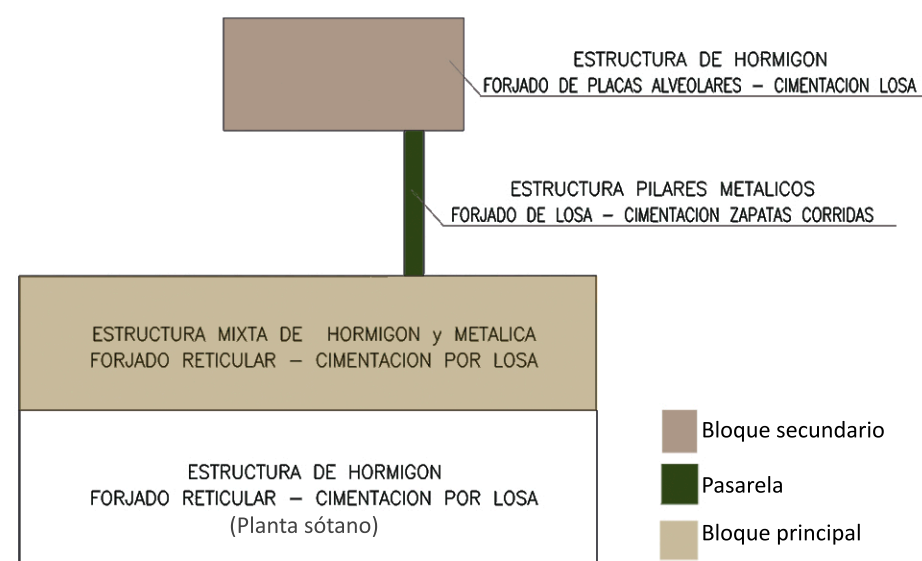 ESTRUCTURA DE HORMIGON
FORJADO DE PLACAS ALVEOLARES – CIMENTACION LOSA
ESTRUCTURA PILARES METALICOS
FORJADO DE LOSA – CIMENTACION ZAPATAS CORRIDAS
ESTRUCTURA MIXTA DE HORMIGON y METALICA
FORJADO RETICULAR – CIMENTACION POR LOSA
ESTRUCTURA DE HORMIGON
FORJADO RETICULAR – CIMENTACION POR LOSA
(Planta sótano)
Bloque secundario
Pasarela
Bloque principal